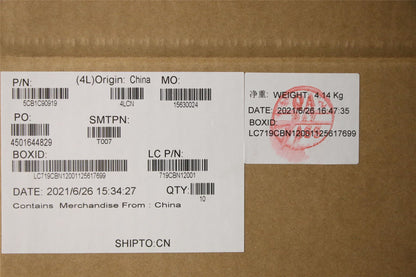 P/N:
(4L)Origin: China
MO:
5CB1C90919
4LCN
15630024
PO:
SMTPN:
4501644829
T007
BOXID:
LC P/N:
LC719CBN12001125617699
719CBN12001
DATE: 2021/6/26 15:34:27
QTY:
10
Contains Merchandise From : China
SHIPTO:CN
净重: WEIGHT: 4.14 Kg
DATE: 2021/6/26 16:47:35
BOXID:
LC719CBN12001125617699